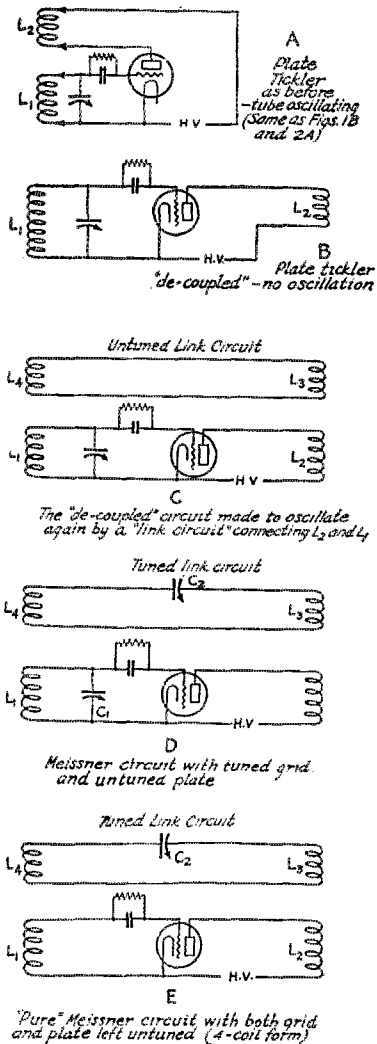 L2
A
Plate
Tickler
as before
-tube oscillating
(Same as Figs. 1B
and 2A)
L1
H.V
L1
L2
H.V.
B
Plate tickler
"de-coupled" - no oscillation
Untuned Link Circuit
L4
L3
L1
L2
H V
C
The "de-coupled" circuit made to oscillate
again by a "link circuit" connecting L2 and L1
Tuned link circuit
C2
L4
L3
L1
C1
H.V
D
Meissner circuit with tuned grid
and untuned plate
Tuned Link Circuit
C2
L4
L3
L1
L2
H.V.
E
"Pure" Meissner circuit with both grid
and plate left untuned (4-coil form)